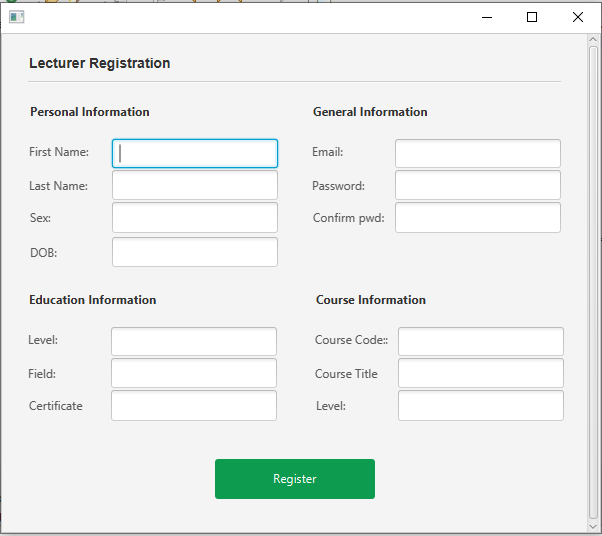 Lecturer Registration
Personal Information
First Name:
Last Name:
Sex:
DOB:
General Information
Email:
Password:
Confirm pwd:
Education Information
Level:
Field:
Certificate
Course Information
Course Code::
Course Title
Level:
Register